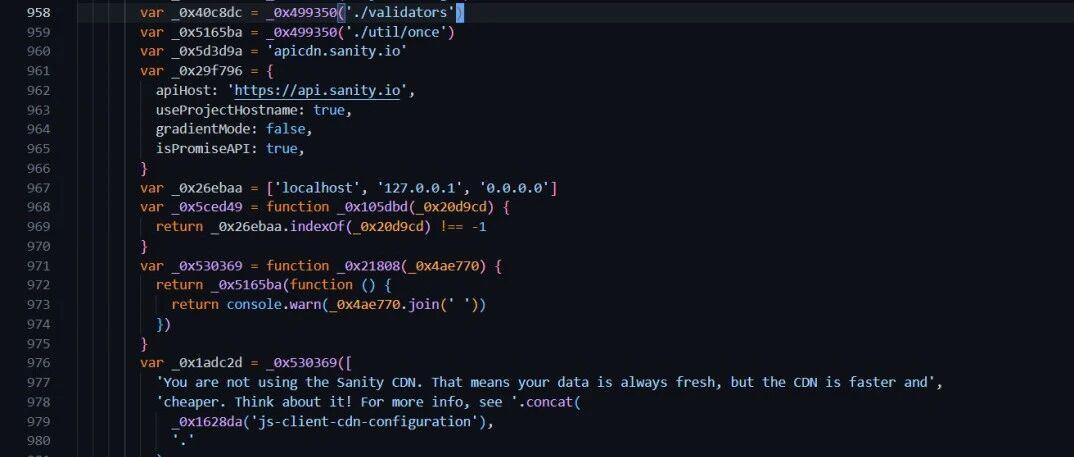 958 var _0x40c8dc = _0x499350('./validators')
959 var _0x5165ba = _0x499350('./util/once')
960 var _0x5d3d9a = 'apicdn.sanity.io'
961 var _0x29f796 = {
962 apiHost: 'https://api.sanity.io',
963 useProjectHostname: true,
964 gradientMode: false,
965 isPromiseAPI: true,
966 }
967 var _0x26ebaa = ['localhost', '127.0.0.1', '0.0.0.0']
968 var _0x5ced49 = function _0x105dbd(_0x20d9cd) {
969 return _0x26ebaa.indexOf(_0x20d9cd) !== -1
970 }
971 var _0x530369 = function _0x21808(_0x4ae770) {
972 return _0x5165ba(function () {
973 return console.warn(_0x4ae770.join(' '))
974 })
975 }
976 var _0x1adc2d = _0x530369([
977 'You are not using the Sanity CDN. That means your data is always fresh, but the CDN is faster and',
978 'cheaper. Think about it! For more info, see '.concat(
979 _0x1628da('js-client-cdn-configuration'),
980 '.'